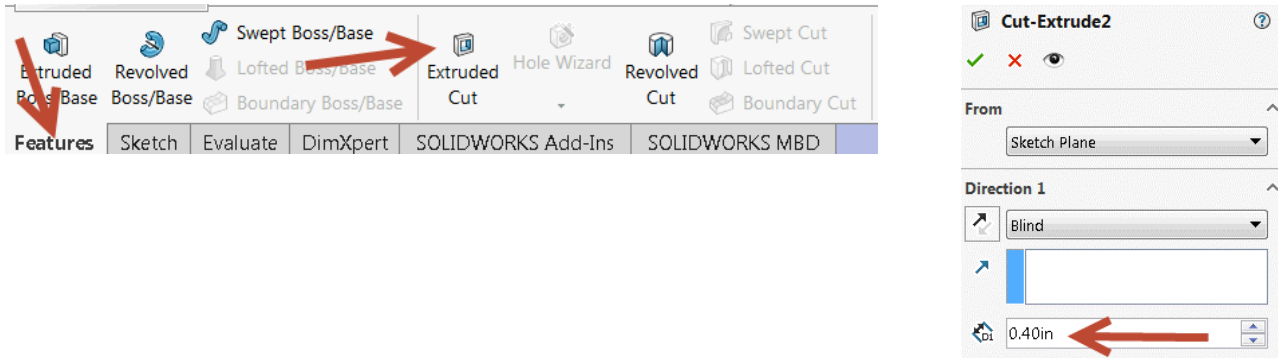 Swept Boss/Base
Extruded Boss/Base
Revolved Boss/Base
Lofted Boss/Base
Boundary Boss/Base
Extruded Cut
Hole Wizard
Revolved Cut
Swept Cut
Lofted Cut
Boundary Cut
Features Sketch Evaluate DimXpert SOLIDWORKS Add-Ins SOLIDWORKS MBD
Cut-Extrude2 ?
From
Sketch Plane
Direction 1
Blind
D1 0.40in